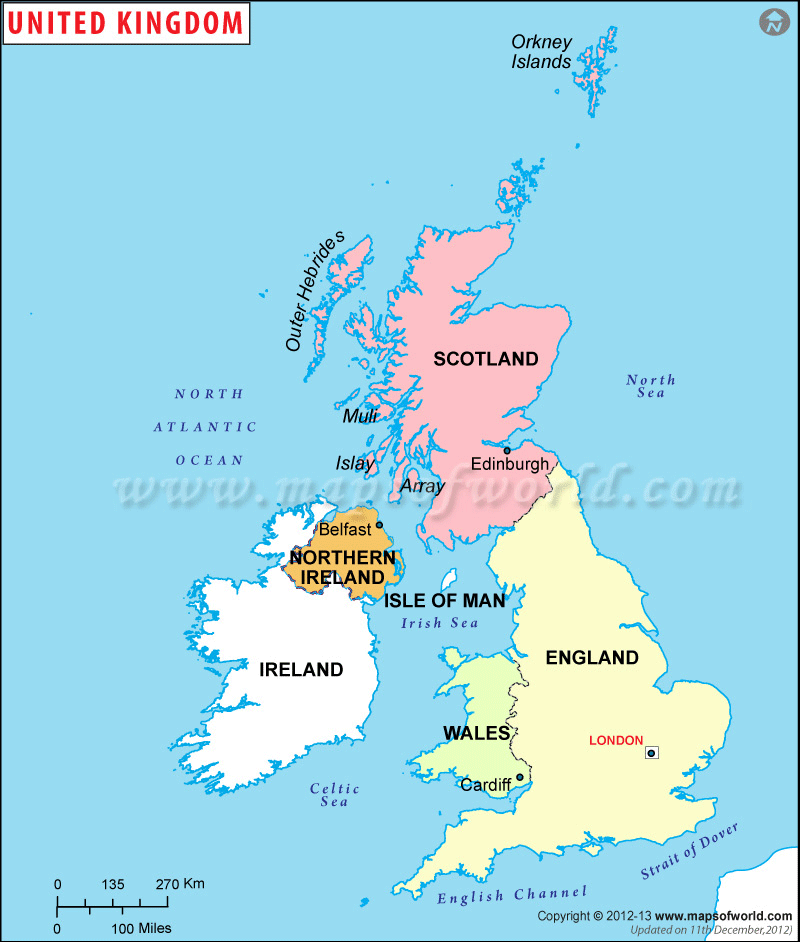 UNITED KINGDOM
N
Orkney
Islands
Outer Hebrides
SCOTLAND
North
Sea
NORTH
ATLANTIC
OCEAN
Muli
Islay
Array
Edinburgh
www.mapsofworld.com
Belfast
NORTHERN
IRELAND
ISLE OF MAN
Irish Sea
IRELAND
ENGLAND
WALES
LONDON
Cardiff
Celtic
Sea
Strait of Dover
English Channel
0 135 270 Km
0 100 Miles
Copyright © 2012-13 www.mapsofworld.com
Updated on 11th December,2012)